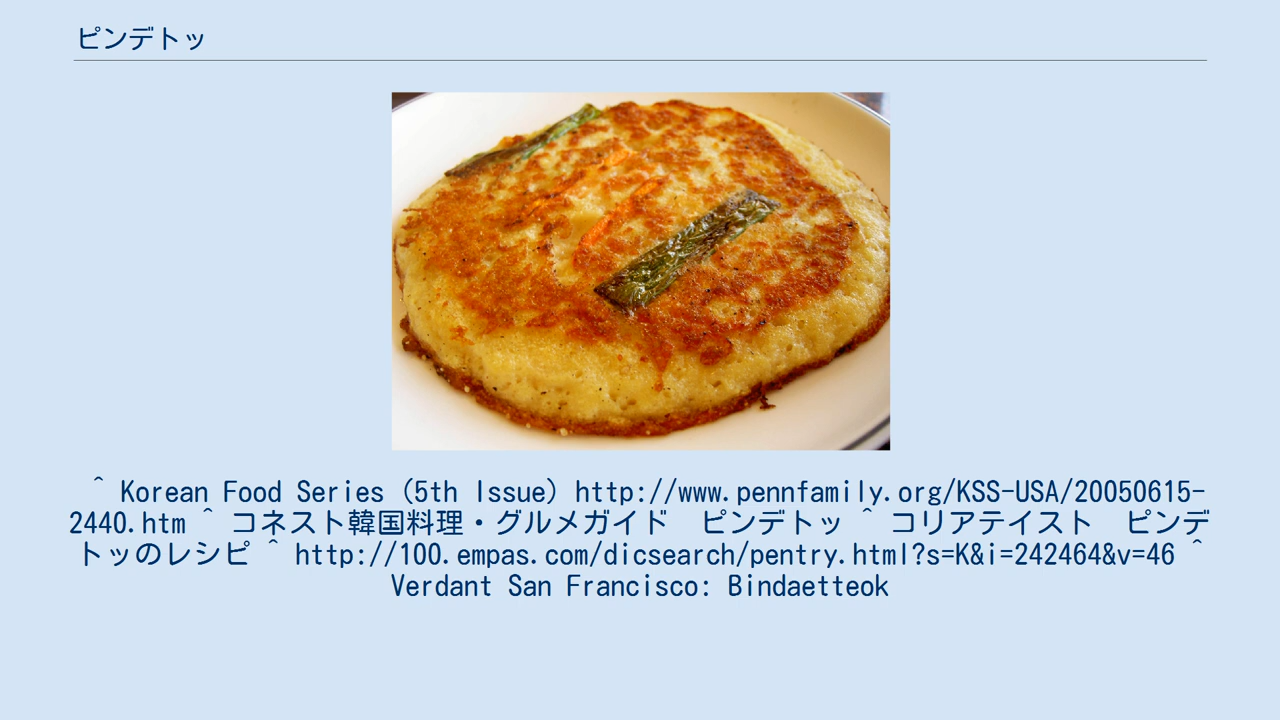 ピンデトッ
^ Korean Food Series (5th Issue) http://www.pennfamily.org/KSS-USA/20050615-
2440.htm ^ コネスト韓国料理・グルメガイド　ピンデトッ ^ コリアテイスト　ピンデ
トッのレシピ ^ http://100.empas.com/dicsearch/pentry.html?s=K&i=242464&v=46 ^
Verdant San Francisco: Bindaetteok